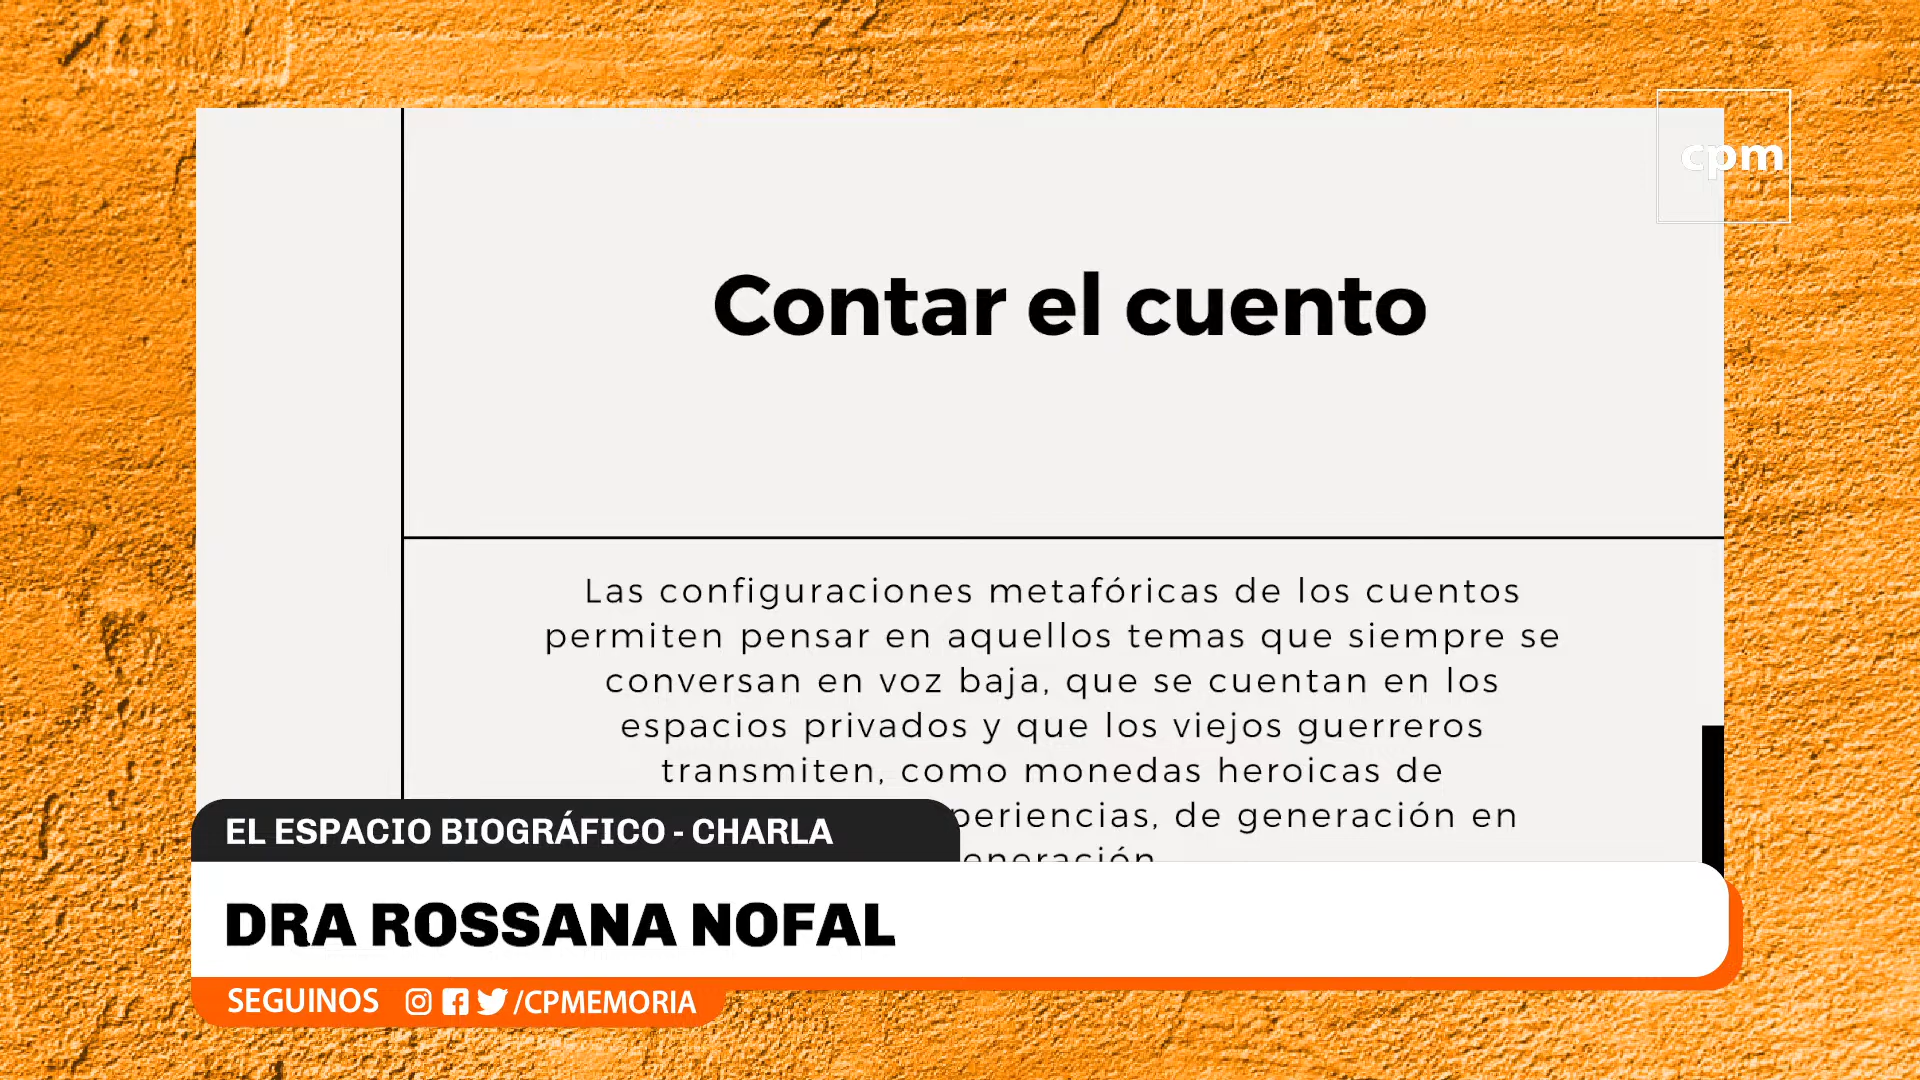 cpm
Contar el cuento
Las configuraciones metafóricas de los cuentos
permiten pensar en aquellos temas que siempre se
conversan en voz baja, que se cuentan en los
espacios privados y que los viejos guerreros
transmiten, como monedas heroicas de
de generación en
EL ESPACIO BIOGRÁFICO - CHARLA
DRA ROSSANA NOFAL
SEGUINOS /CPMEMORIA